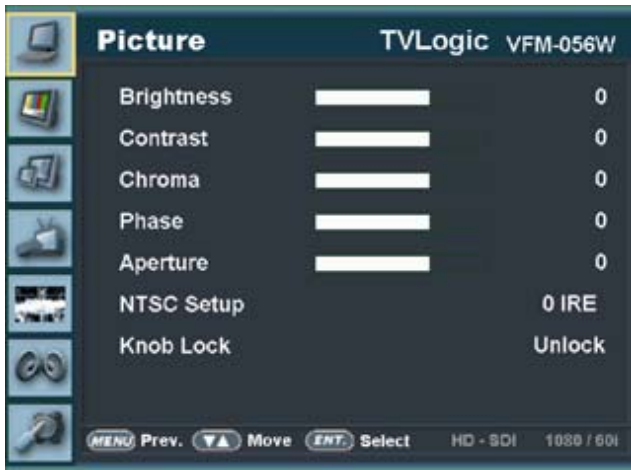 Picture TVLogic VFM-056W
Brightness 0
Contrast 0
Chroma 0
Phase 0
Aperture 0
NTSC Setup 0 IRE
Knob Lock Unlock
MENU Prev. ▼▲ Move ENT. Select HD - SDI 1080 / 60i